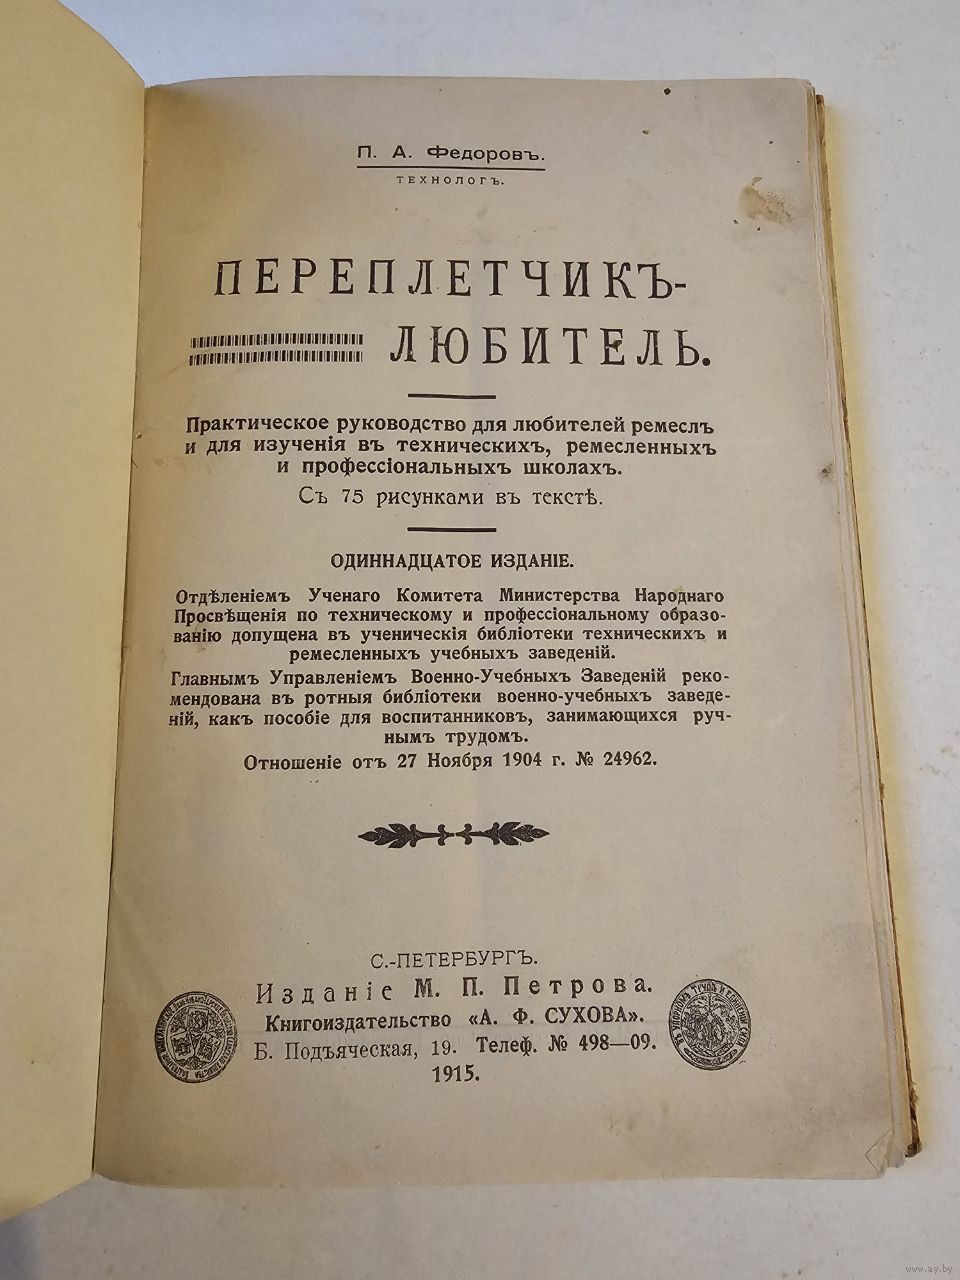 П. А. Федоровъ.
ТЕХНОЛОГЪ.
ПЕРЕПЛЕТЧИКЪ-
ЛЮБИТЕЛЬ.
Практическое руководство для любителей ремеслъ
и для изученія въ техническихъ, ремесленныхъ
и профессіональныхъ школахъ.
Съ 75 рисунками въ текстѣ.
ОДИННАДЦАТОЕ ИЗДАНІЕ.
Отдѣленіемъ Ученаго Комитета Министерства Народнаго
Просвѣщенія по техническому и профессіональному образо-
ванію допущена въ ученическія библіотеки техническихъ и
ремесленныхъ учебныхъ заведеній.
Главнымъ Управленіемъ Военно-Учебныхъ Заведеній реко-
мендована въ ротныя библіотеки военно-учебныхъ заведе-
ній, какъ пособіе для воспитанниковъ, занимающихся руч-
нымъ трудомъ.
Отношеніе отъ 27 Ноября 1904 г. № 24962.
С.-ПЕТЕРБУРГЪ.
Изданіе М. П. Петрова.
Книгоиздательство «А. Ф. СУХОВА».
Б. Подъяческая, 19. Телеф. № 498—09.
1915.
www.ay.by